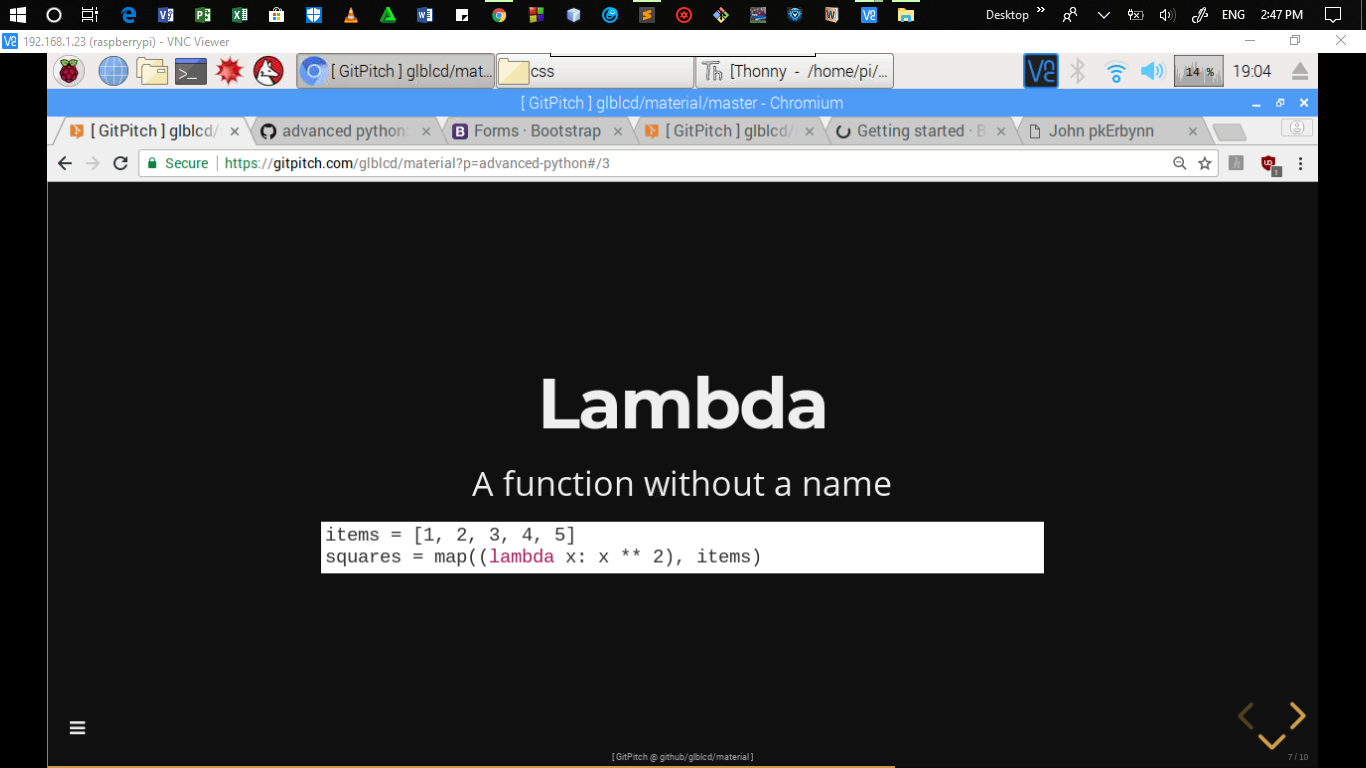 Desktop
ENG
2:47 PM
192.168.1.23 (raspberrypi) - VNC Viewer
[ GitPitch ] glblcd/mat...
css
[Thonny - /home/pi/...
14 %
19:04
[ GitPitch ] glblcd/material/master - Chromium
[ GitPitch ] glblcd/
advanced python:
Forms · Bootstrap
[ GitPitch ] glblcd/
Getting started · B
John pkErbynn
Secure
https://gitpitch.com/glblcd/material?p=advanced-python#/3
Lambda
A function without a name
items = [1, 2, 3, 4, 5]
squares = map((lambda x: x ** 2), items)
[ GitPitch @ github/glblcd/material ]
7 / 10